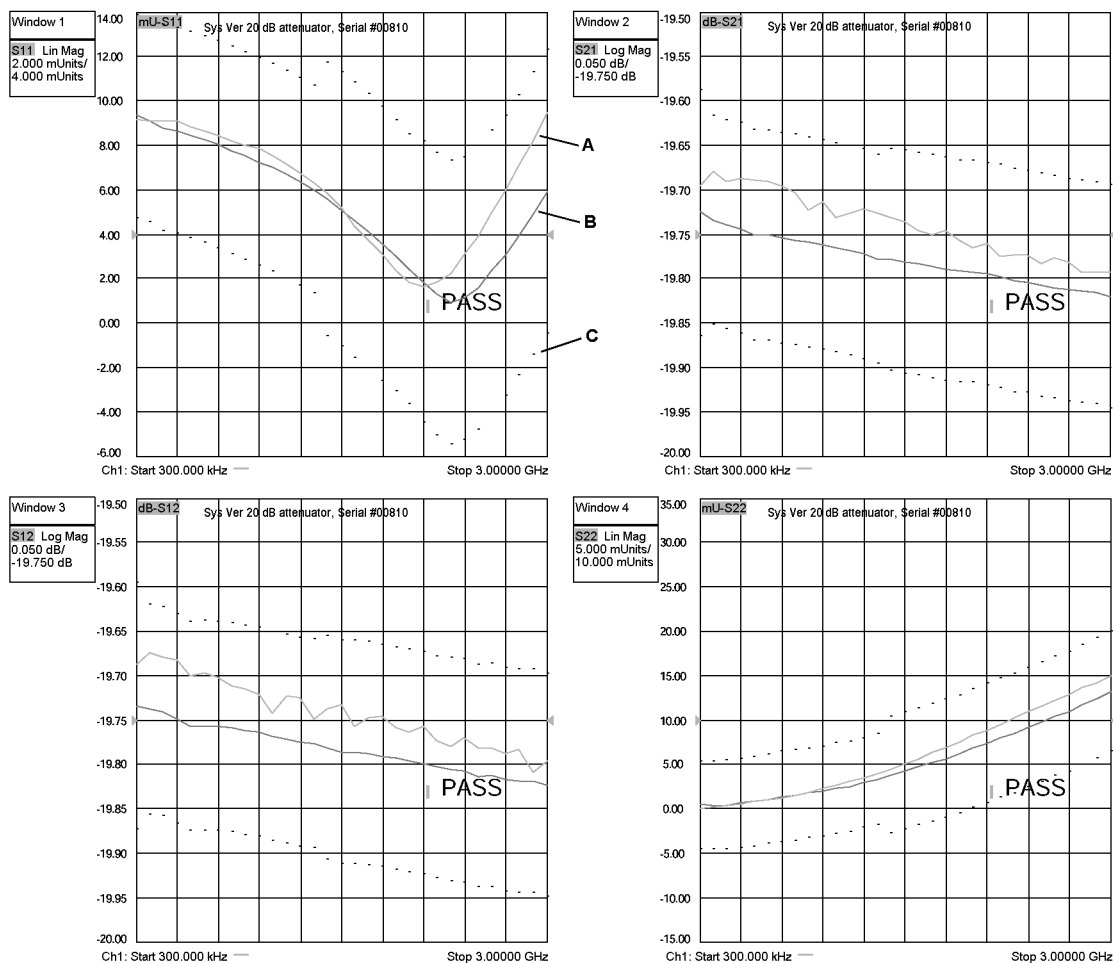 Window 1
S11 Lin Mag
2.000 mUnits/
4.000 mUnits
mU-S11
Sys Ver 20 dB attenuator, Serial #00810
14.00
12.00
10.00
8.00
6.00
4.00
2.00
0.00
-2.00
-4.00
-6.00
A
B
C
PASS
Ch1: Start 300.000 kHz
Stop 3.00000 GHz
Window 2
S21 Log Mag
0.050 dB/
-19.750 dB
dB-S21
Sys Ver 20 dB attenuator, Serial #00810
-19.50
-19.60
-19.65
-19.70
-19.75
-19.80
-19.85
-19.90
-19.95
-20.00
PASS
Ch1: Start 300.000 kHz
Stop 3.00000 GHz
Window 3
S12 Log Mag
0.050 dB/
-19.750 dB
dB-S12
Sys Ver 20 dB attenuator, Serial #00810
-19.50
-19.55
-19.60
-19.65
-19.70
-19.75
-19.80
-19.85
-19.90
-19.95
-20.00
PASS
Ch1: Start 300.000 kHz
Stop 3.00000 GHz
Window 4
S22 Lin Mag
5.000 mUnits/
10.000 mUnits
mU-S22
Sys Ver 20 dB attenuator, Serial #00810
35.00
30.00
25.00
20.00
15.00
10.00
5.00
0.00
-5.00
-10.00
-15.00
PASS
Ch1: Start 300.000 kHz
Stop 3.00000 GHz